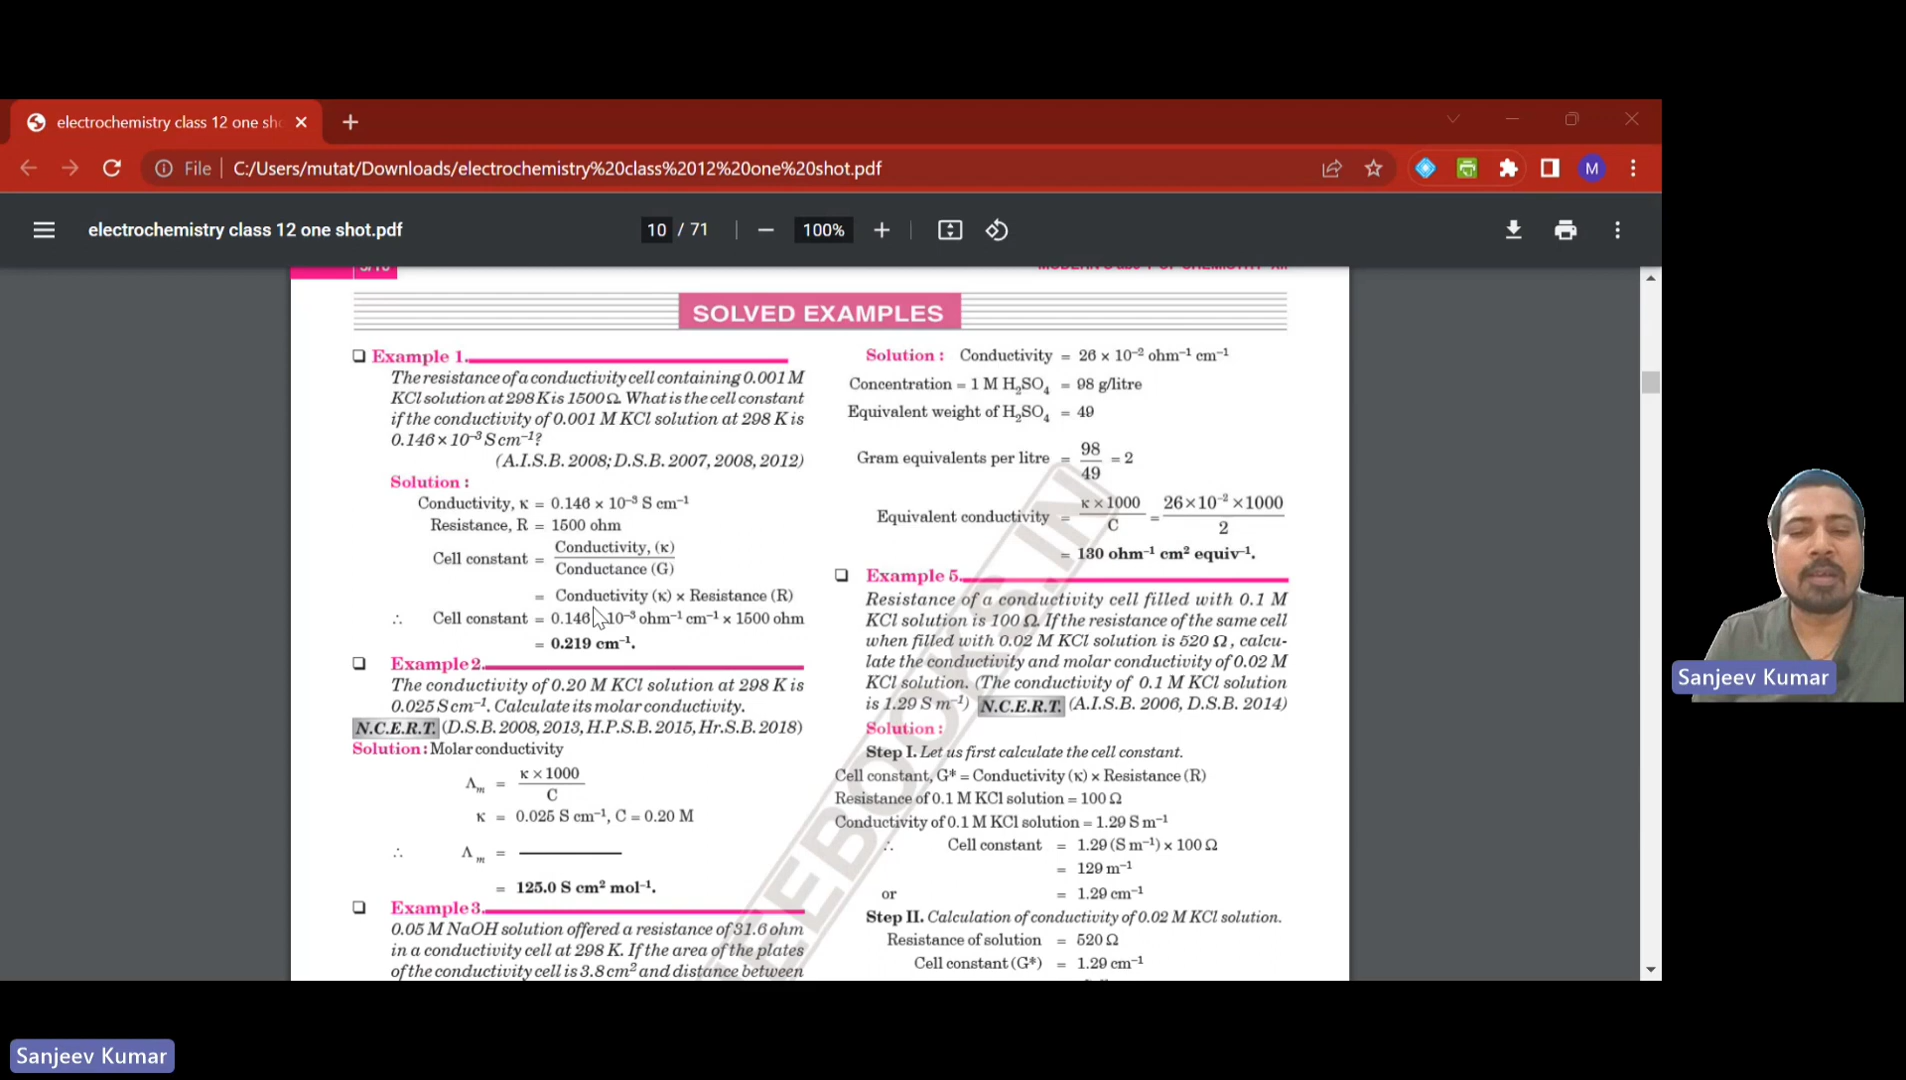 electrochemistry class 12 one sh
File
C:/Users/mutat/Downloads/electrochemistry%20class%2012%20one%20shot.pdf
M
electrochemistry class 12 one shot.pdf
10 / 71
100%
SOLVED EXAMPLES
Example 1.
The resistance of a conductivity cell containing 0.001 M
KCl solution at 298 K is 1500 Ω. What is the cell constant
if the conductivity of 0.001 M KCl solution at 298 K is
0.146 × 10⁻³ S cm⁻¹?
(A.I.S.B. 2008; D.S.B. 2007, 2008, 2012)
Solution :
Conductivity, κ = 0.146 × 10⁻³ S cm⁻¹
Resistance, R = 1500 ohm
Cell constant = Conductivity, (κ) / Conductance (G)
= Conductivity (κ) × Resistance (R)
∴ Cell constant = 0.146 10⁻³ ohm⁻¹ cm⁻¹ × 1500 ohm
= 0.219 cm⁻¹.
Example 2.
The conductivity of 0.20 M KCl solution at 298 K is
0.025 S cm⁻¹. Calculate its molar conductivity.
N.C.E.R.T. (D.S.B. 2008, 2013, H.P.S.B. 2015, Hr.S.B. 2018)
Solution : Molar conductivity
Λm = κ × 1000 / C
κ = 0.025 S cm⁻¹, C = 0.20 M
∴ Λm =
= 125.0 S cm² mol⁻¹.
Example 3.
0.05 M NaOH solution offered a resistance of 31.6 ohm
in a conductivity cell at 298 K. If the area of the plates
of the conductivity cell is 3.8 cm² and distance between
Solution : Conductivity = 26 × 10⁻² ohm⁻¹ cm⁻¹
Concentration = 1 M H₂SO₄ = 98 g/litre
Equivalent weight of H₂SO₄ = 49
Gram equivalents per litre = 98 / 49 = 2
Equivalent conductivity = κ × 1000 / C = 26×10⁻² ×1000 / 2
= 130 ohm⁻¹ cm² equiv⁻¹.
Example 5.
Resistance of a conductivity cell filled with 0.1 M
KCl solution is 100 Ω. If the resistance of the same cell
when filled with 0.02 M KCl solution is 520 Ω, calcu-
late the conductivity and molar conductivity of 0.02 M
KCl solution. (The conductivity of 0.1 M KCl solution
is 1.29 S m⁻¹) N.C.E.R.T. (A.I.S.B. 2006, D.S.B. 2014)
Solution :
Step I. Let us first calculate the cell constant.
Cell constant, G* = Conductivity (κ) × Resistance (R)
Resistance of 0.1 M KCl solution = 100 Ω
Conductivity of 0.1 M KCl solution = 1.29 S m⁻¹
∴ Cell constant = 1.29 (S m⁻¹) × 100 Ω
= 129 m⁻¹
or = 1.29 cm⁻¹
Step II. Calculation of conductivity of 0.02 M KCl solution.
Resistance of solution = 520 Ω
Cell constant (G*) = 1.29 cm⁻¹
EEBOOKS.IN
Sanjeev Kumar
Sanjeev Kumar